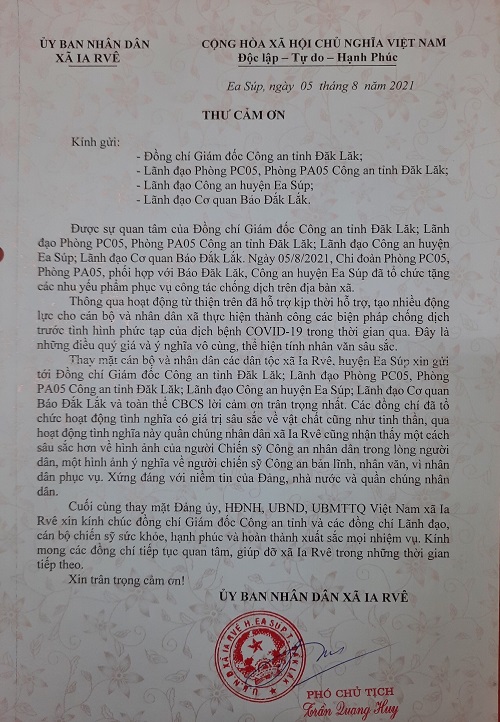 ỦY BAN NHÂN DÂN
XÃ IA RVÊ
CỘNG HÒA XÃ HỘI CHỦ NGHĨA VIỆT NAM
Độc lập – Tự do – Hạnh Phúc
Ea Súp, ngày 05 tháng 8 năm 2021
THƯ CẢM ƠN
Kính gửi:
- Đồng chí Giám đốc Công an tỉnh Đăk Lăk;
- Lãnh đạo Phòng PC05, Phòng PA05 Công an tỉnh Đăk Lăk;
- Lãnh đạo Công an huyện Ea Súp;
- Lãnh đạo Cơ quan Báo Đắk Lắk.
Được sự quan tâm của Đồng chí Giám đốc Công an tỉnh Đăk Lăk; Lãnh
đạo Phòng PC05, Phòng PA05 Công an tỉnh Đăk Lăk; Lãnh đạo Công an huyện
Ea Súp; Lãnh đạo Cơ quan Báo Đắk Lắk. Ngày 05/8/2021, Chi đoàn Phòng PC05,
Phòng PA05, phối hợp với Báo Đăk Lăk, Công an huyện Ea Súp đã tổ chức tặng
các nhu yếu phẩm phục vụ công tác chống dịch trên địa bàn xã.
Thông qua hoạt động từ thiện trên đã hỗ trợ kịp thời hỗ trợ, tạo nhiều động
lực cho cán bộ và nhân dân xã thực hiện thành công các biện pháp chống dịch
trước tình hình phức tạp của dịch bệnh COVID-19 trong thời gian qua. Đây là
những điều quý giá và ý nghĩa vô cùng, thể hiện tính nhân văn sâu sắc.
Thay mặt cán bộ và nhân dân các dân tộc xã Ia Rvê, huyện Ea Súp xin gửi
tới Đồng chí Giám đốc Công an tỉnh Đăk Lăk; Lãnh đạo Phòng PC05, Phòng
PA05 Công an tỉnh Đăk Lăk; Lãnh đạo Công an huyện Ea Súp; Lãnh đạo Cơ quan
Báo Đắk Lăk và toàn thể CBCS lời cảm ơn trân trọng nhất. Các đồng chí đã tổ
chức hoạt động tình nghĩa có giá trị sâu sắc về vật chất cũng như tinh thần, qua
hoạt động tình nghĩa này quần chúng nhân dân xã Ia Rvê cũng nhận thấy một cách
sâu sắc hơn về hình ảnh của người Chiến sỹ Công an nhân dân trong lòng người
dân, một hình ảnh ý nghĩa về người chiến sỹ Công an bản lĩnh, nhân văn, vì nhân
dân phục vụ. Xứng đáng với niềm tin của Đảng, nhà nước và quần chúng nhân
dân.
Cuối cùng thay mặt Đảng ủy, HĐNH, UBND, UBMTTQ Việt Nam xã Ia
Rvê xin kính chúc đồng chí Giám đốc Công an tỉnh và các đồng chí Lãnh đạo,
cán bộ chiến sỹ sức khỏe, hạnh phúc và hoàn thành xuất sắc mọi nhiệm vụ. Kính
mong các đồng chí tiếp tục quan tâm, giúp đỡ xã Ia Rvê trong những thời gian
tiếp theo.
Xin trân trọng cảm ơn!
ỦY BAN NHÂN DÂN XÃ IA RVÊ
U.B.N.D XÃ IA RVÊ H.EA SÚP T.ĐẮK LẮK
PHÓ CHỦ TỊCH
Trần Quang Huy